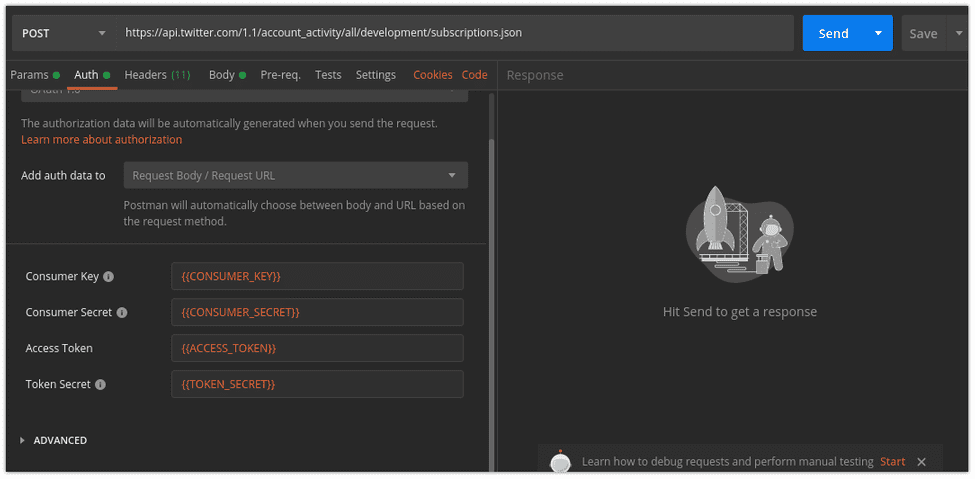 POST
https://api.twitter.com/1.1/account_activity/all/development/subscriptions.json
Send
Save
Params
Auth
Headers (11)
Body
Pre-req.
Tests
Settings
Cookies
Code
Response
OAuth 1.0
The authorization data will be automatically generated when you send the request.
Learn more about authorization
Add auth data to
Request Body / Request URL
Postman will automatically choose between body and URL based on
the request method.
Consumer Key
{{CONSUMER_KEY}}
Consumer Secret
{{CONSUMER_SECRET}}
Access Token
{{ACCESS_TOKEN}}
Token Secret
{{TOKEN_SECRET}}
ADVANCED
Hit Send to get a response
Learn how to debug requests and perform manual testing
Start